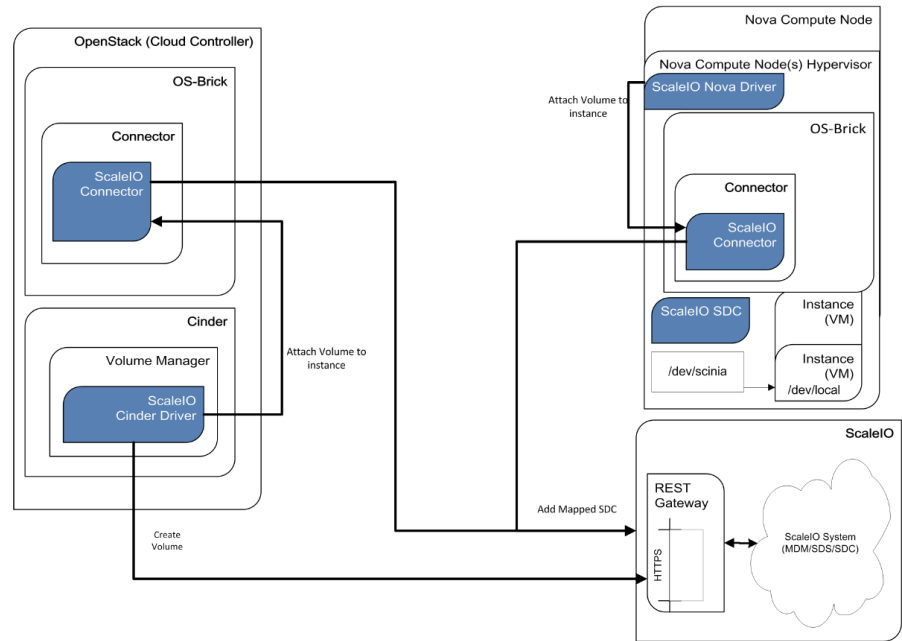 OpenStack (Cloud Controller)
OS-Brick
Connector
ScaleIO
Connector
Cinder
Volume Manager
ScaleIO
Cinder Driver
Attach Volume to
instance
Create
Volume
Add Mapped SDC
Nova Compute Node
Nova Compute Node(s) Hypervisor
ScaleIO Nova Driver
Attach Volume to
instance
OS-Brick
Connector
ScaleIO
Connector
ScaleIO SDC
Instance
(VM)
/dev/scinia
Instance
(VM)
/dev/local
ScaleIO
REST
Gateway
HTTPS
ScaleIO System
(MDM/SDS/SDC)